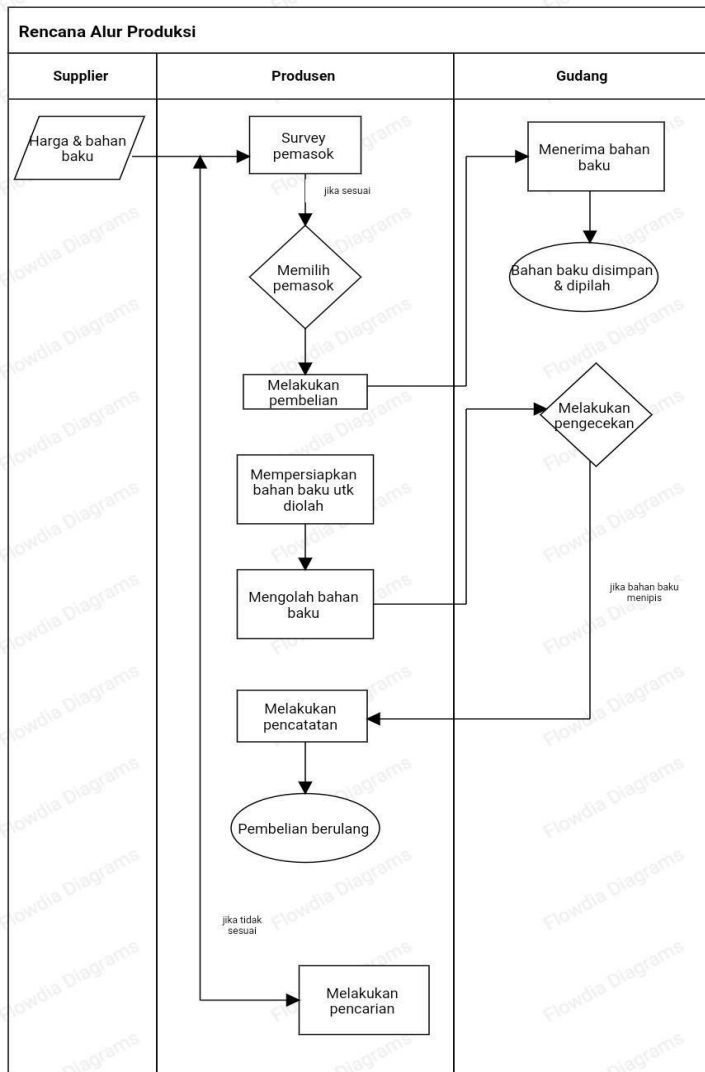 Rencana Alur Produksi
Supplier
Produsen
Gudang
Harga & bahan
baku
Survey
pemasok
Menerima bahan
baku
jika sesuai
Memilih
pemasok
Bahan baku disimpan
& dipilah
Melakukan
pembelian
Melakukan
pengecekan
Mempersiapkan
bahan baku utk
diolah
Mengolah bahan
baku
jika bahan baku
menipis
Melakukan
pencatatan
Pembelian berulang
jika tidak
sesuai
Melakukan
pencarian
Flowdia Diagrams